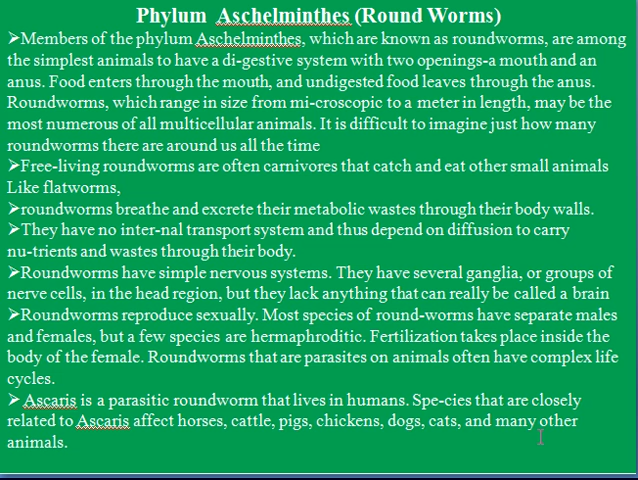 Phylum Aschelminthes (Round Worms)
➢Members of the phylum Aschelminthes, which are known as roundworms, are among
the simplest animals to have a di-gestive system with two openings-a mouth and an
anus. Food enters through the mouth, and undigested food leaves through the anus.
Roundworms, which range in size from mi-croscopic to a meter in length, may be the
most numerous of all multicellular animals. It is difficult to imagine just how many
roundworms there are around us all the time
➢Free-living roundworms are often carnivores that catch and eat other small animals
Like flatworms,
➢roundworms breathe and excrete their metabolic wastes through their body walls.
➢They have no inter-nal transport system and thus depend on diffusion to carry
nu-trients and wastes through their body.
➢Roundworms have simple nervous systems. They have several ganglia, or groups of
nerve cells, in the head region, but they lack anything that can really be called a brain
➢Roundworms reproduce sexually. Most species of round-worms have separate males
and females, but a few species are hermaphroditic. Fertilization takes place inside the
body of the female. Roundworms that are parasites on animals often have complex life
cycles.
➢ Ascaris is a parasitic roundworm that lives in humans. Spe-cies that are closely
related to Ascaris affect horses, cattle, pigs, chickens, dogs, cats, and many other
animals.